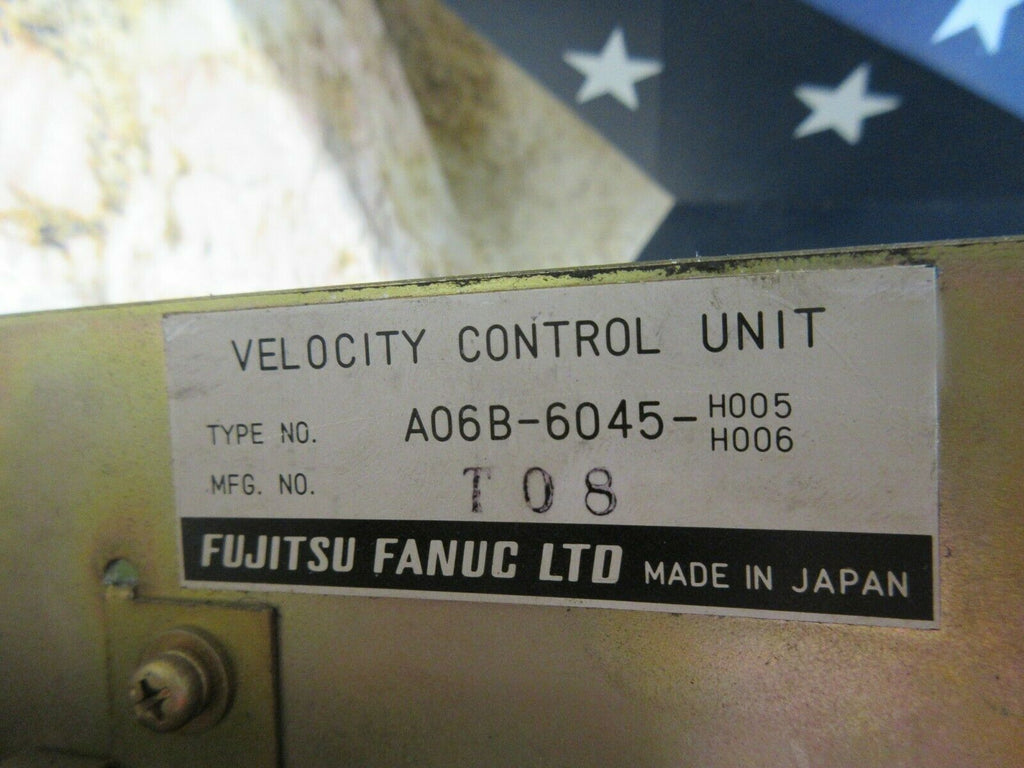 VELOCITY CONTROL UNIT
TYPE NO. A06B-6045-H005
H006
MFG. NO. T08
FUJITSU FANUC LTD MADE IN JAPAN